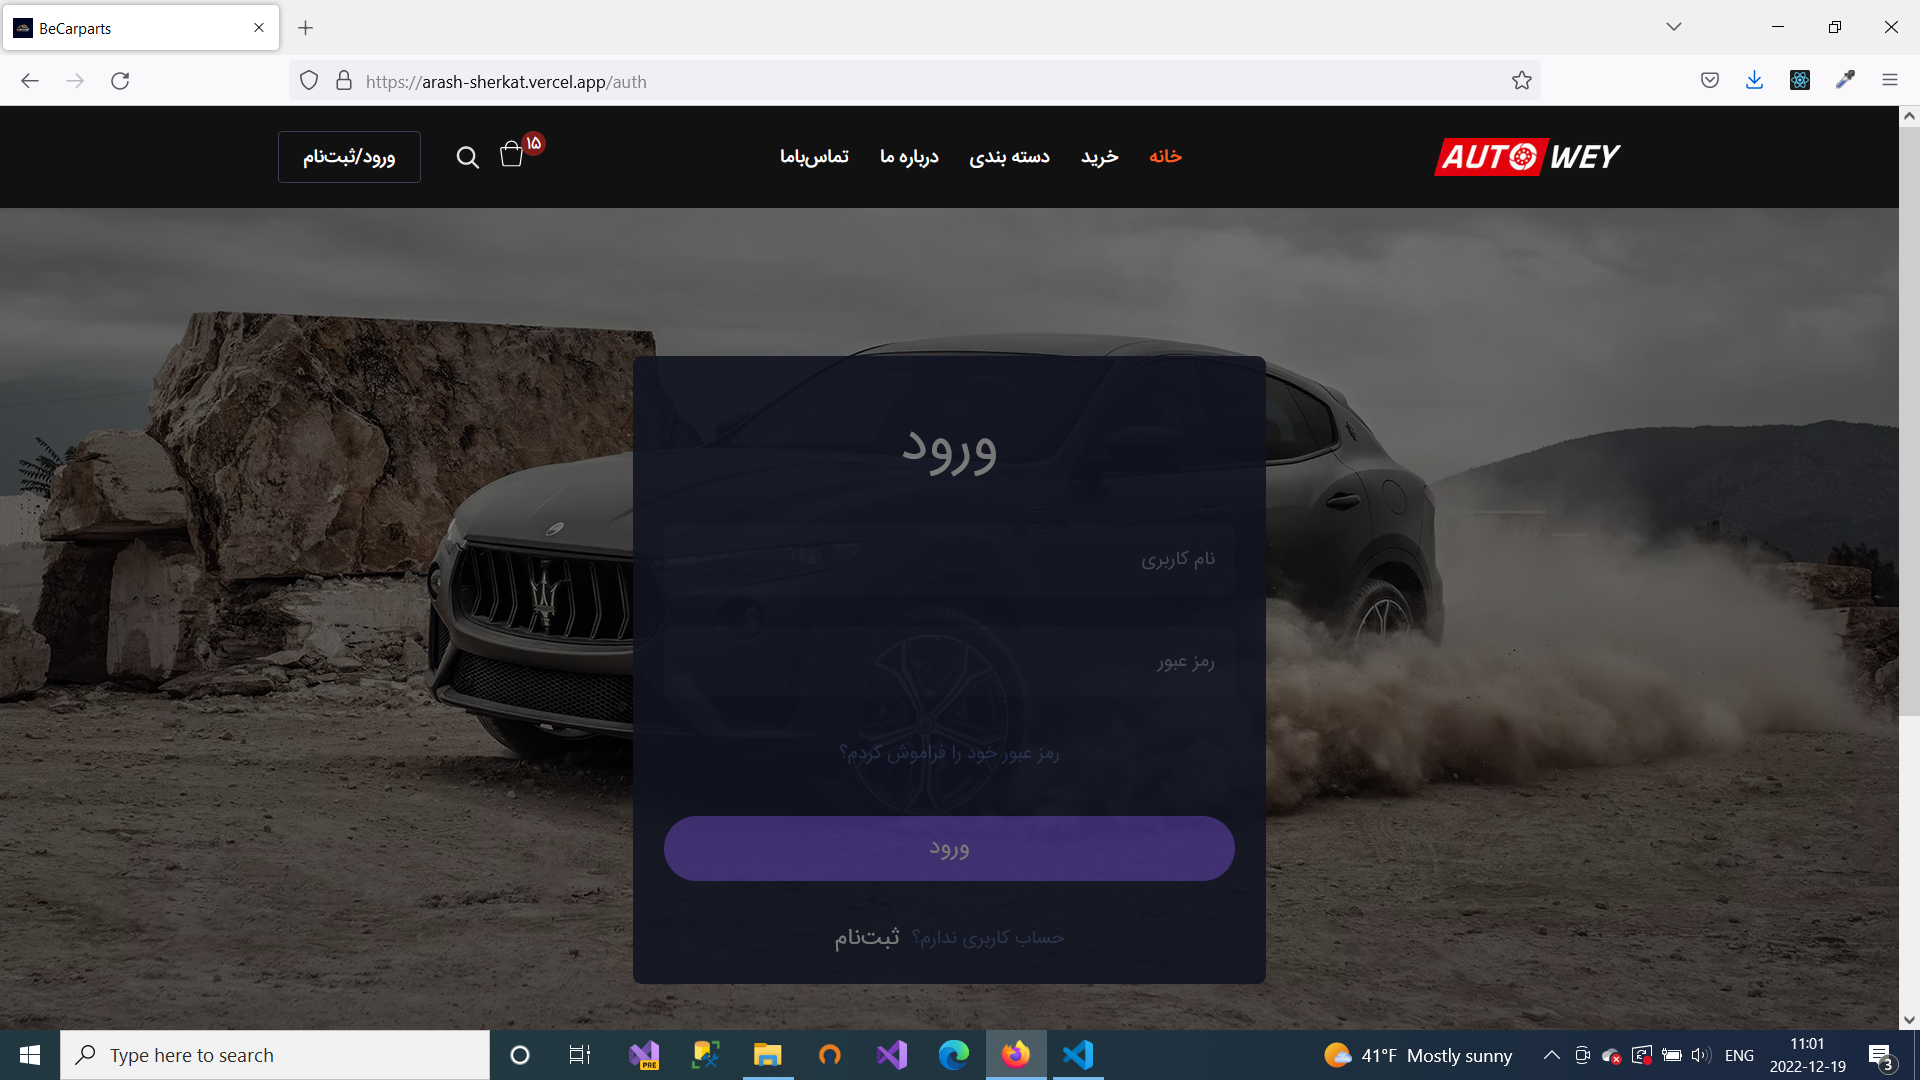 BeCarparts
https://arash-sherkat.vercel.app/auth
AUTO WEY
خانه
خرید
دسته بندی
درباره ما
تماس‌باما
۱۵
ورود/ثبت‌نام
ورود
نام کاربری
رمز عبور
رمز عبور خود را فراموش کردم؟
ورود
حساب کاربری ندارم؟ ثبت‌نام
Type here to search
PRE
41°F Mostly sunny
ENG
11:01
2022-12-19
3